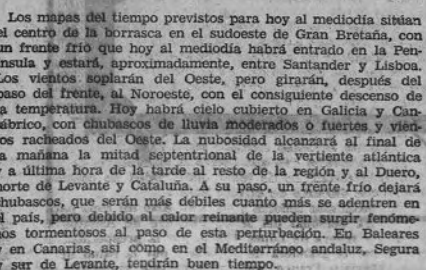 Los mapas del tiempo previstos para hoy al mediodía sitúan
el centro de la borrasca en el sudoeste de Gran Bretaña, con
un frente frío que hoy al mediodía habrá entrado en la Pen-
ínsula y estará, aproximadamente, entre Santander y Lisboa.
Los vientos soplarán del Oeste, pero girarán, después del
paso del frente, al Noroeste, con el consiguiente descenso de
la temperatura. Hoy habrá cielo cubierto en Galicia y Can-
tábrico, con chubascos de lluvia moderados o fuertes y vien-
tos racheados del Oeste. La nubosidad alcanzará al final de
la mañana la mitad septentrional de la vertiente atlántica
y a última hora de la tarde al resto de la región y al Duero,
norte de Levante y Cataluña. A su paso, un frente frío dejará
chubascos, que serán más débiles cuanto más se adentren en
el país, pero debido al calor reinante pueden surgir fenóme-
nos tormentosos al paso de esta perturbación. En Baleares
y en Canarias, así como en el Mediterráneo andaluz, Segura
y sur de Levante, tendrán buen tiempo.